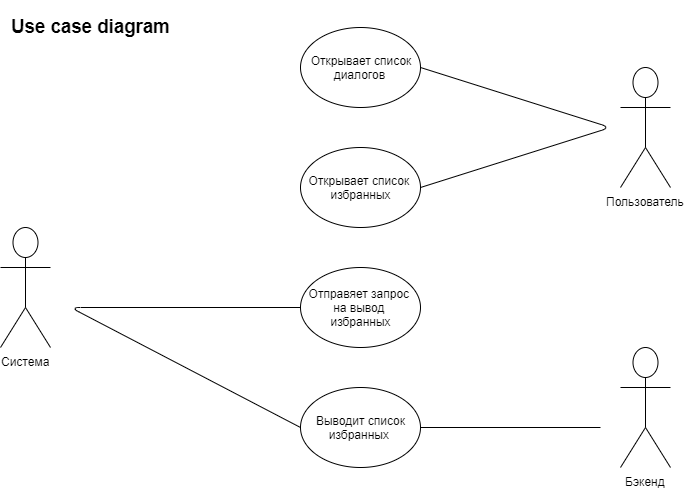 Use case diagram
Открывает список
диалогов
Открывает список
избранных
Пользователь
Отправяет запрос
на вывод
избранных
Система
Выводит список
избранных
Бэкенд